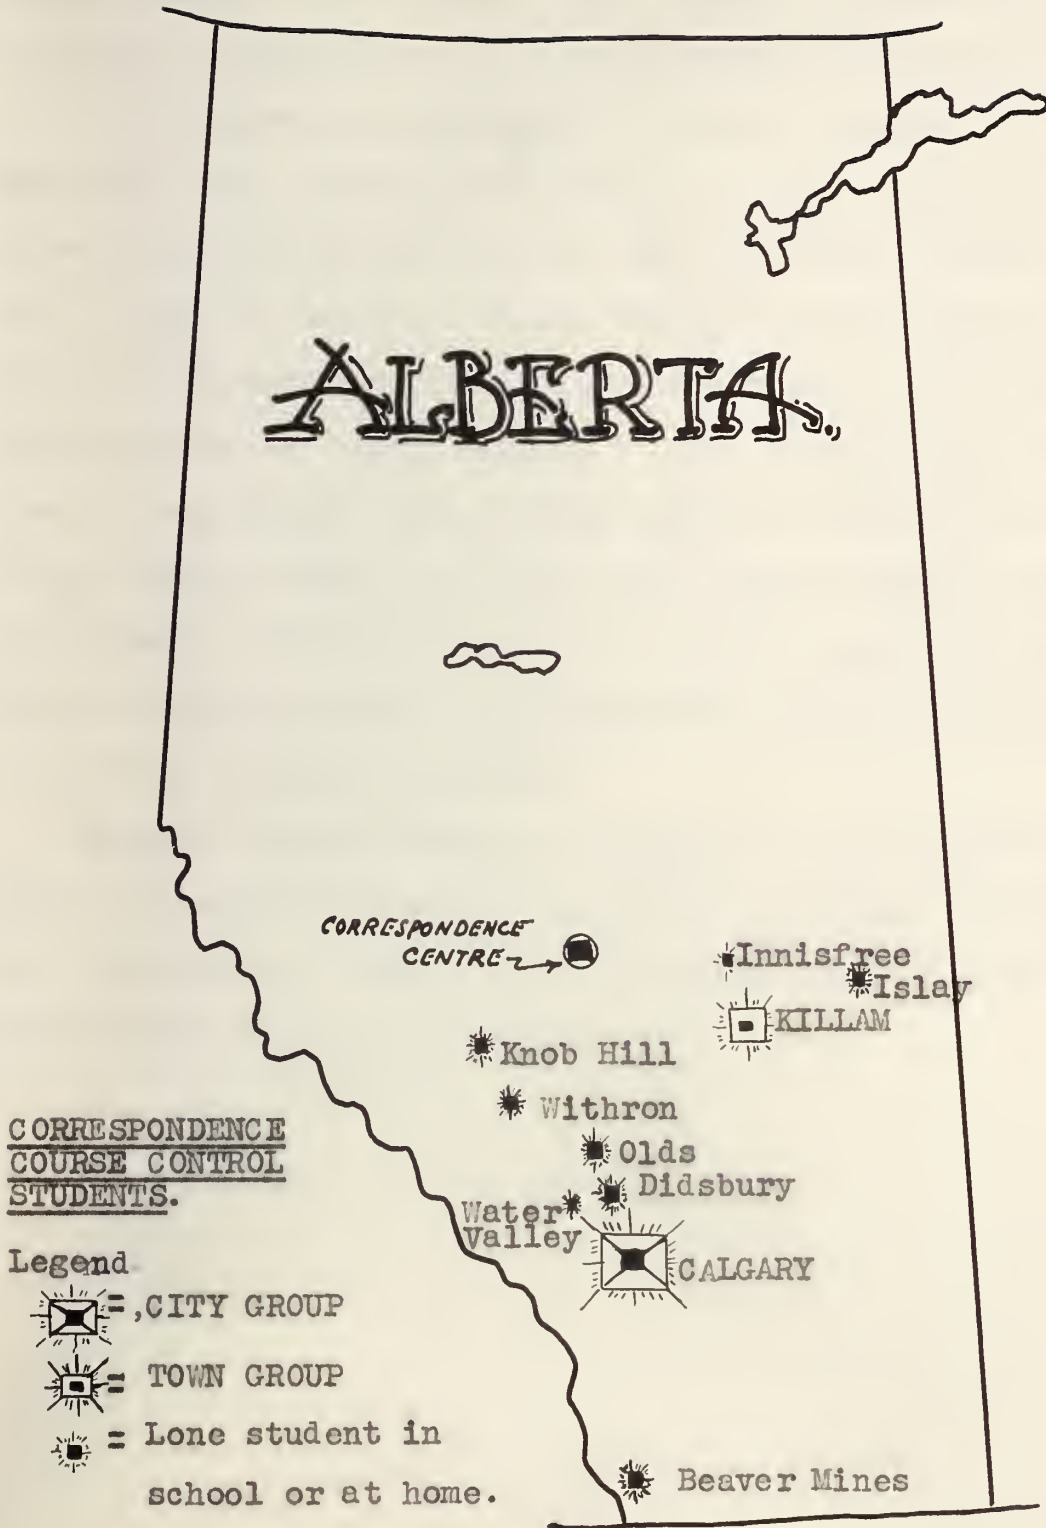 ALBERTA.
CORRESPONDENCE
CENTRE
Innisfree
Islay
KILLAM
Knob Hill
Withron
Olds
Didsbury
Water
Valley
CALGARY
CORRESPONDENCE
COURSE CONTROL
STUDENTS.
Legend
=,CITY GROUP
= TOWN GROUP
= Lone student in
school or at home.
Beaver Mines